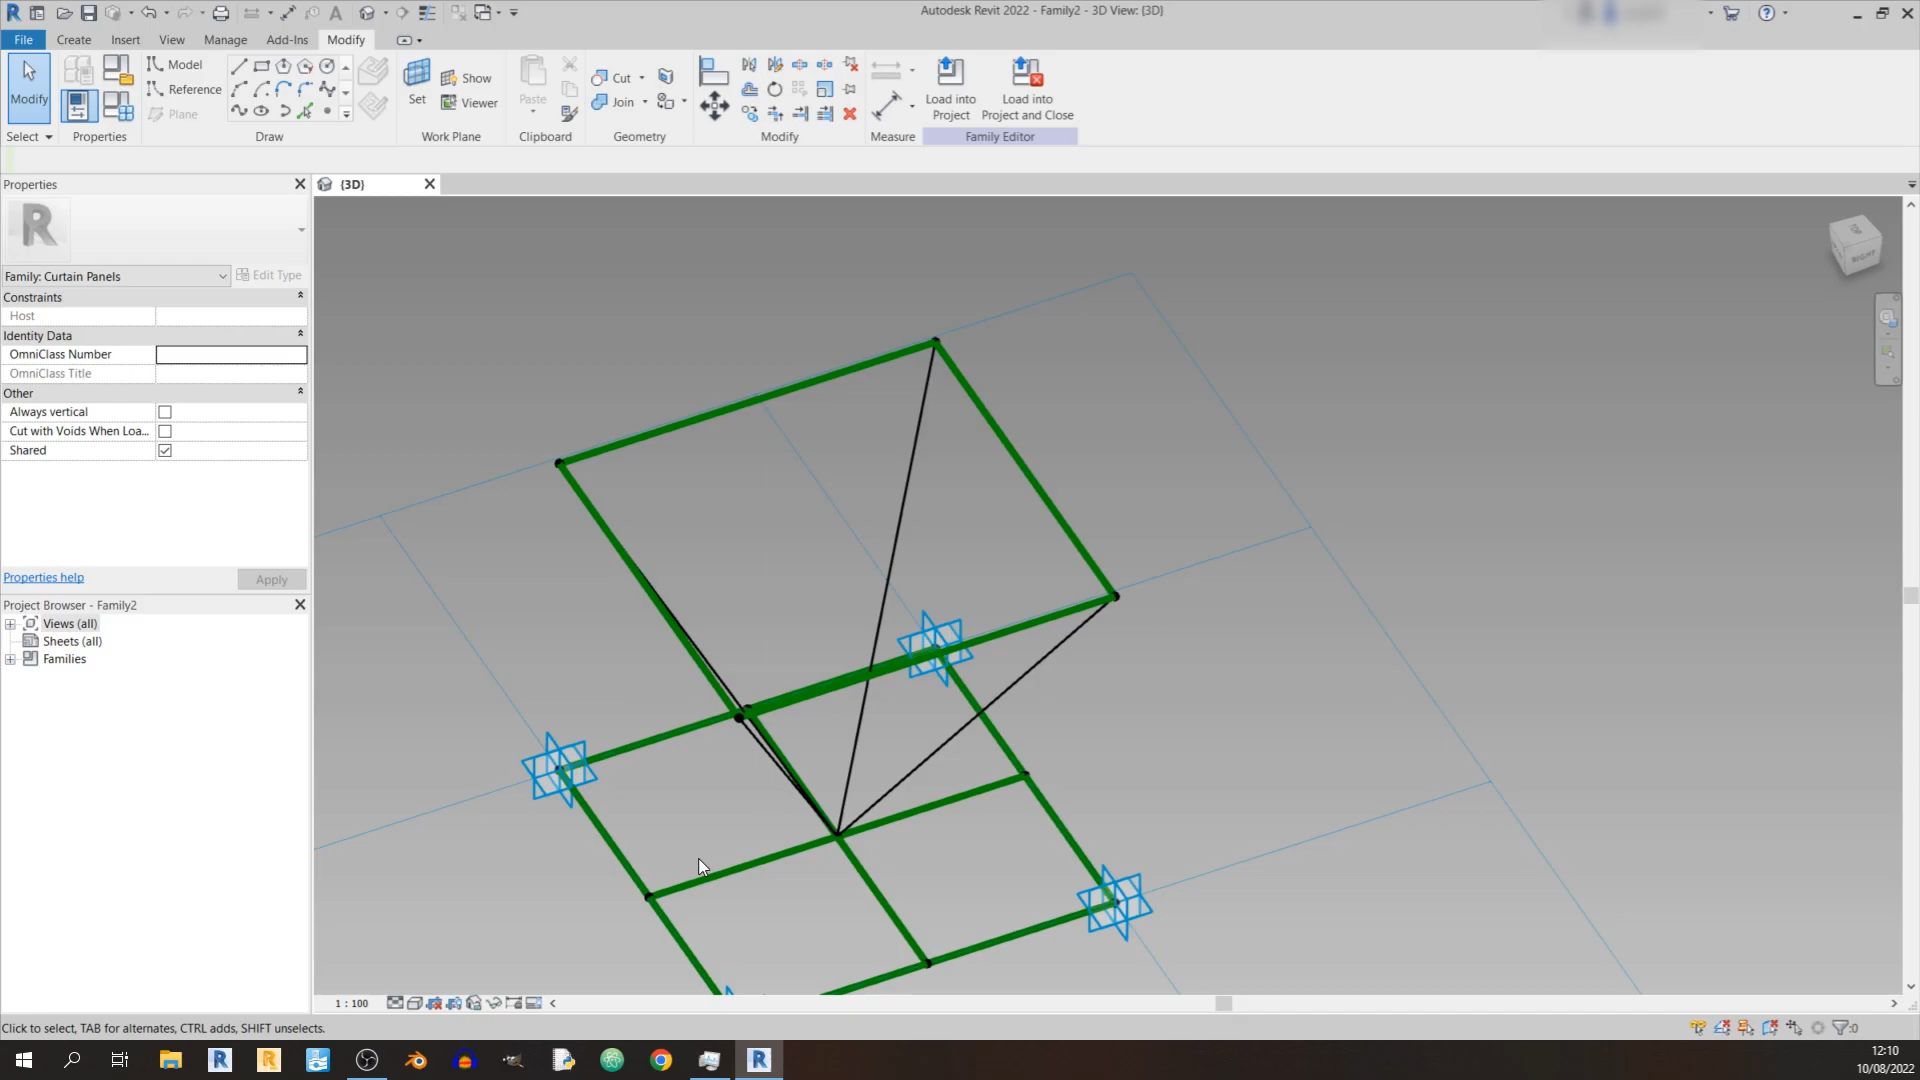 Autodesk Revit 2022 - Family2 - 3D View: {3D}
File Create Insert View Manage Add-Ins Modify
Modify
Model
Reference
Plane
Set
Show
Viewer
Paste
Cut
Join
Load into Project
Load into Project and Close
Select Properties Draw Work Plane Clipboard Geometry Modify Measure Family Editor
Properties
{3D}
TOP
RIGHT
R
Family: Curtain Panels Edit Type
Constraints
Host
Identity Data
OmniClass Number
OmniClass Title
Other
Always vertical
Cut with Voids When Loa...
Shared
Properties help Apply
Project Browser - Family2
Views (all)
Sheets (all)
Families
1 : 100
Click to select, TAB for alternates, CTRL adds, SHIFT unselects.
:0
12:10
10/08/2022